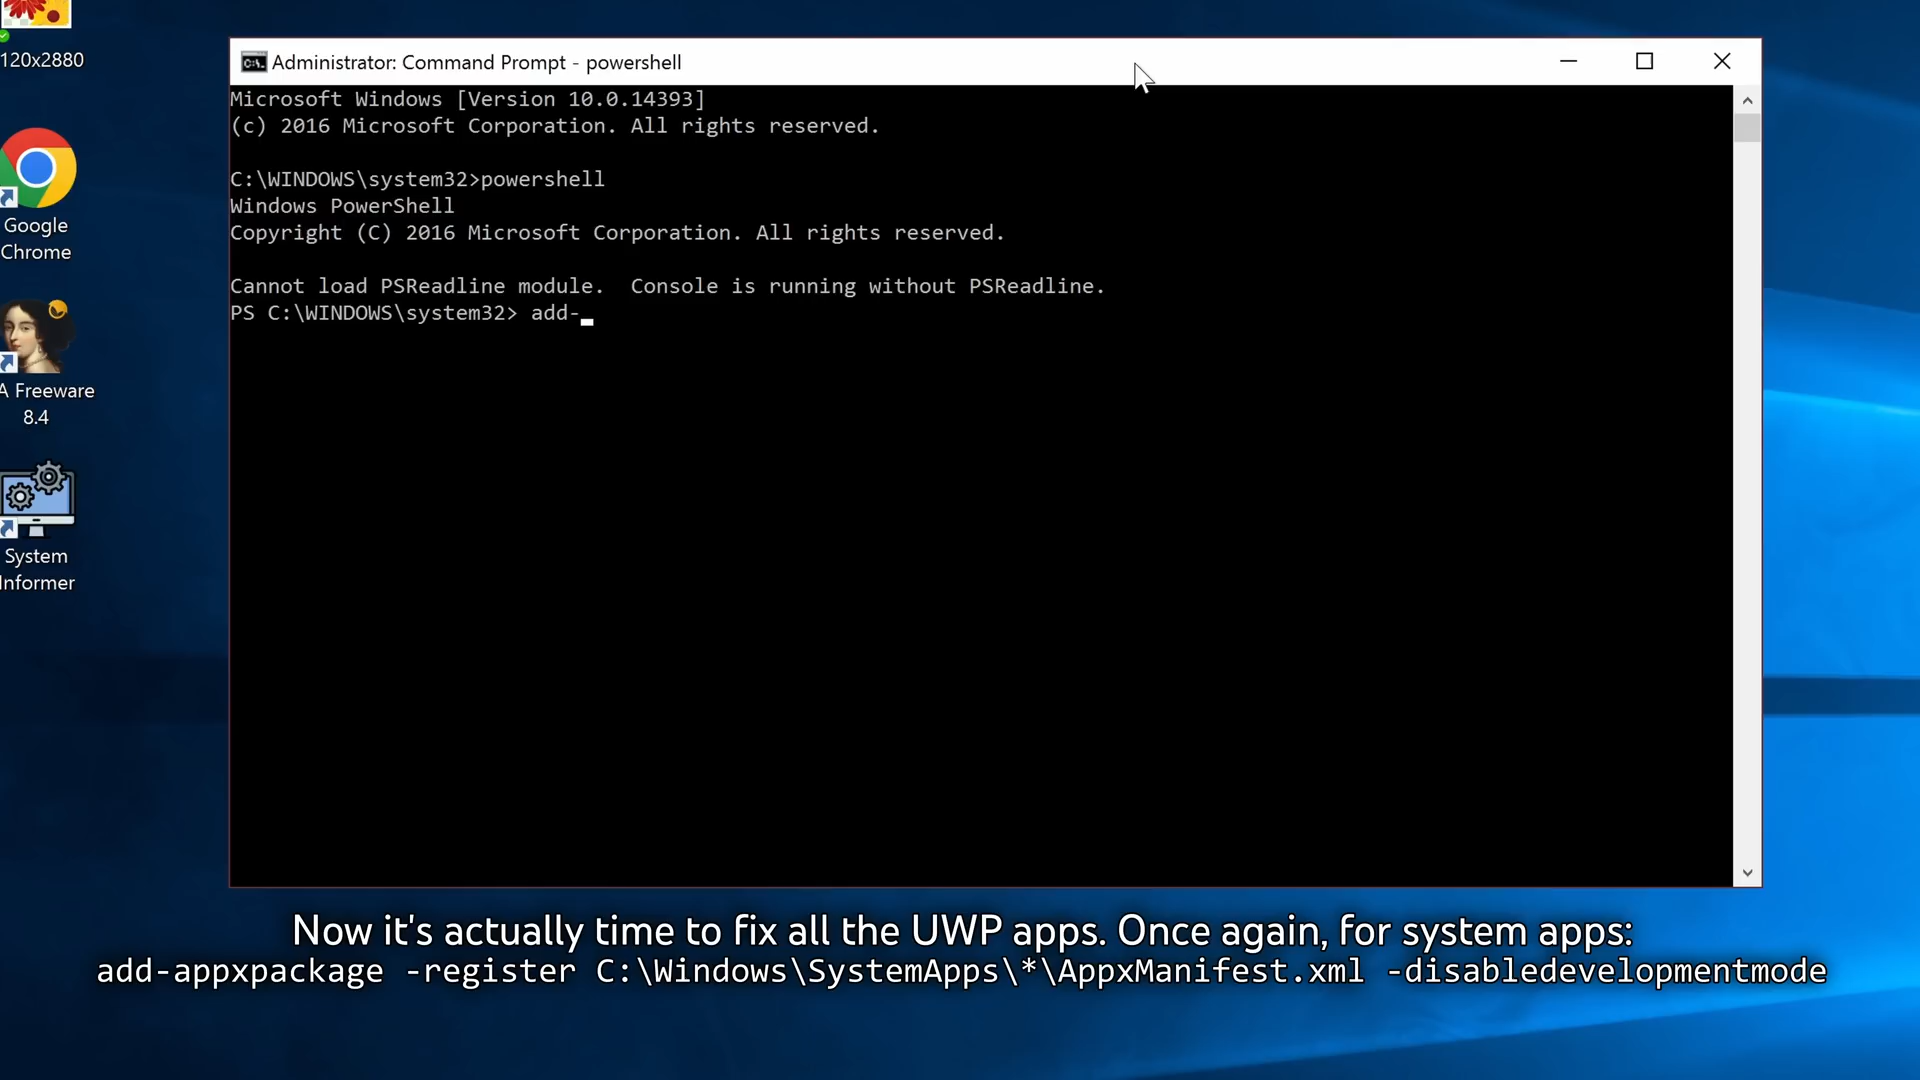 120x2880
Google
Chrome
A Freeware
8.4
System
Informer
Administrator: Command Prompt - powershell
Microsoft Windows [Version 10.0.14393]
(c) 2016 Microsoft Corporation. All rights reserved.
C:\WINDOWS\system32>powershell
Windows PowerShell
Copyright (C) 2016 Microsoft Corporation. All rights reserved.
Cannot load PSReadline module.  Console is running without PSReadline.
PS C:\WINDOWS\system32> add-
Now it's actually time to fix all the UWP apps. Once again, for system apps:
add-appxpackage -register C:\Windows\SystemApps\*\AppxManifest.xml -disabledevelopmentmode